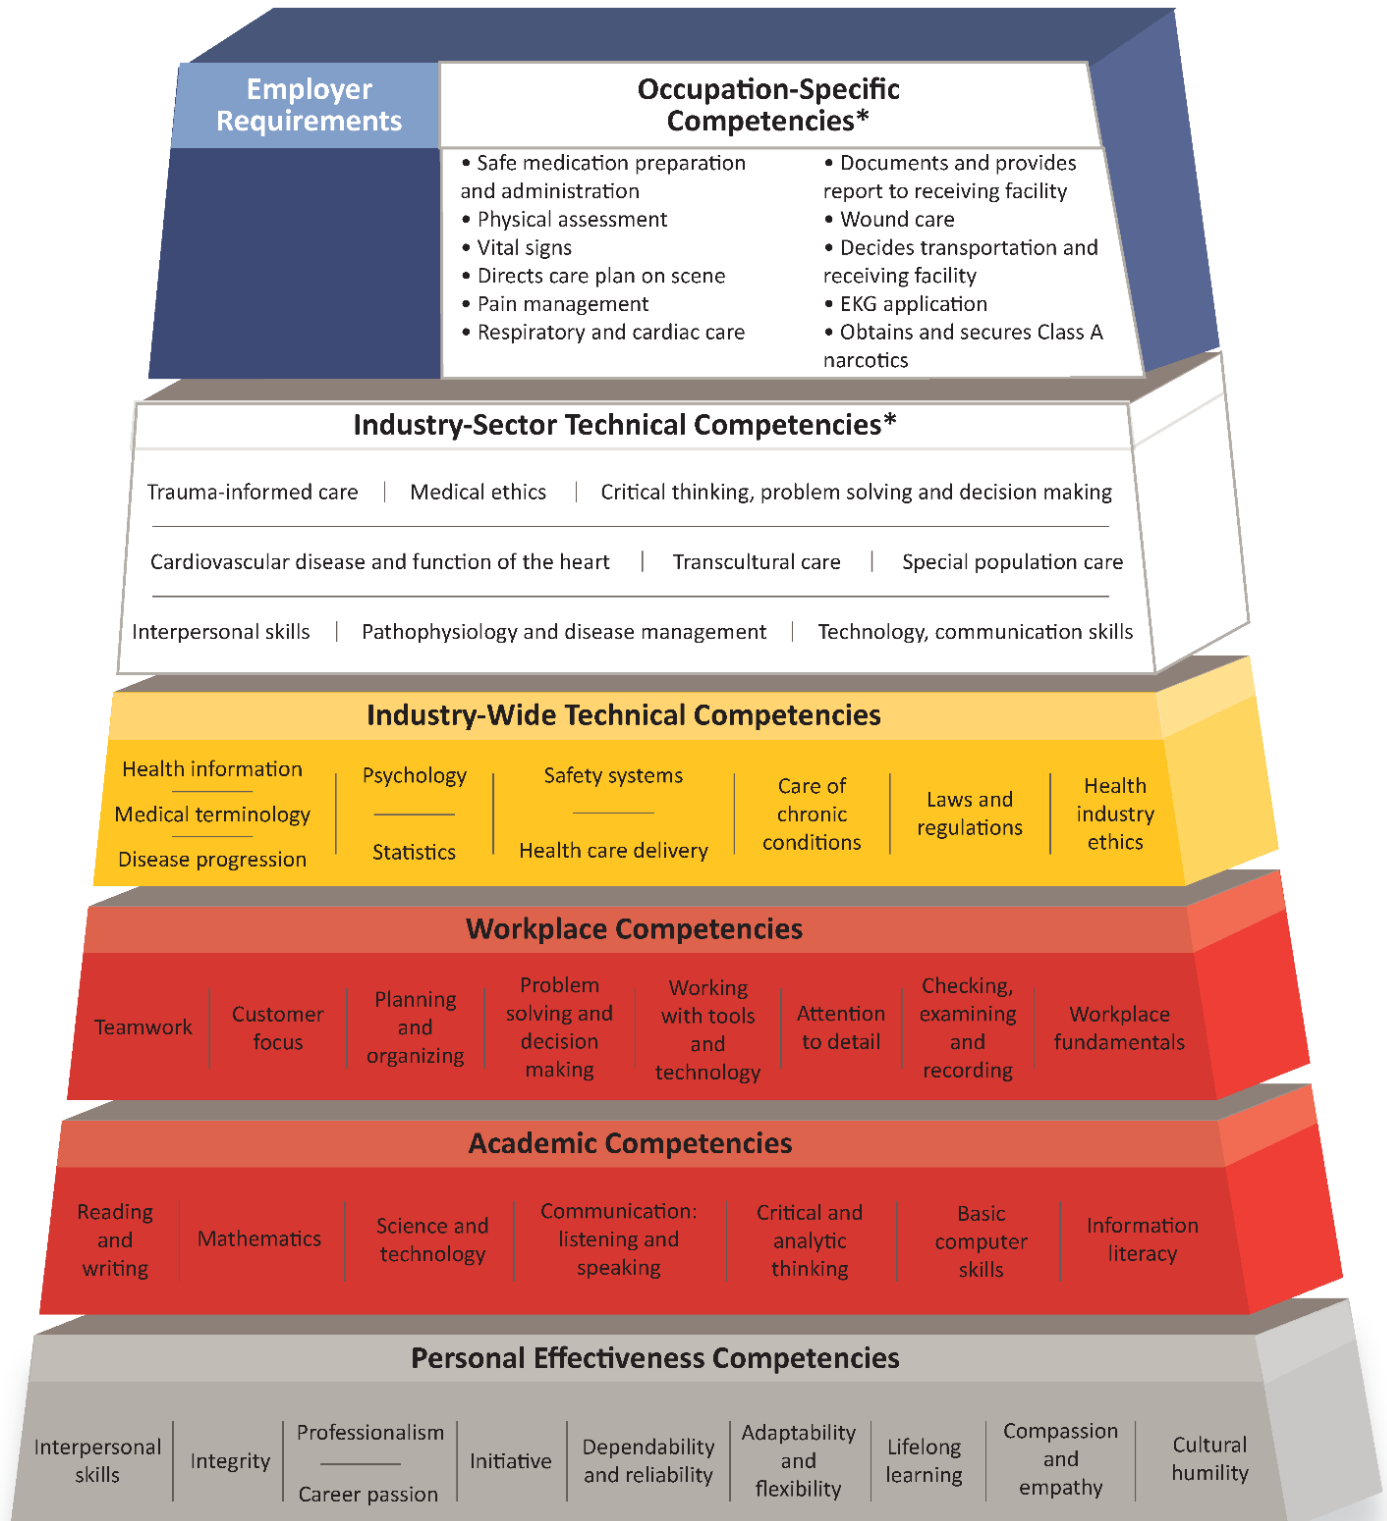 Employer
Requirements
Occupation-Specific
Competencies*
• Safe medication preparation
and administration
• Physical assessment
• Vital signs
• Directs care plan on scene
• Pain management
• Respiratory and cardiac care
• Documents and provides
report to receiving facility
• Wound care
• Decides transportation and
receiving facility
• EKG application
• Obtains and secures Class A
narcotics
Industry-Sector Technical Competencies*
Trauma-informed care | Medical ethics | Critical thinking, problem solving and decision making
Cardiovascular disease and function of the heart | Transcultural care | Special population care
Interpersonal skills | Pathophysiology and disease management | Technology, communication skills
Industry-Wide Technical Competencies
Health information
Medical terminology
Disease progression
Psychology
Statistics
Safety systems
Health care delivery
Care of
chronic
conditions
Laws and
regulations
Health
industry
ethics
Workplace Competencies
Teamwork
Customer
focus
Planning
and
organizing
Problem
solving and
decision
making
Working
with tools
and
technology
Attention
to detail
Checking,
examining
and
recording
Workplace
fundamentals
Academic Competencies
Reading
and
writing
Mathematics
Science and
technology
Communication:
listening and
speaking
Critical and
analytic
thinking
Basic
computer
skills
Information
literacy
Personal Effectiveness Competencies
Interpersonal
skills
Integrity
Professionalism
Career passion
Initiative
Dependability
and reliability
Adaptability
and
flexibility
Lifelong
learning
Compassion
and
empathy
Cultural
humility